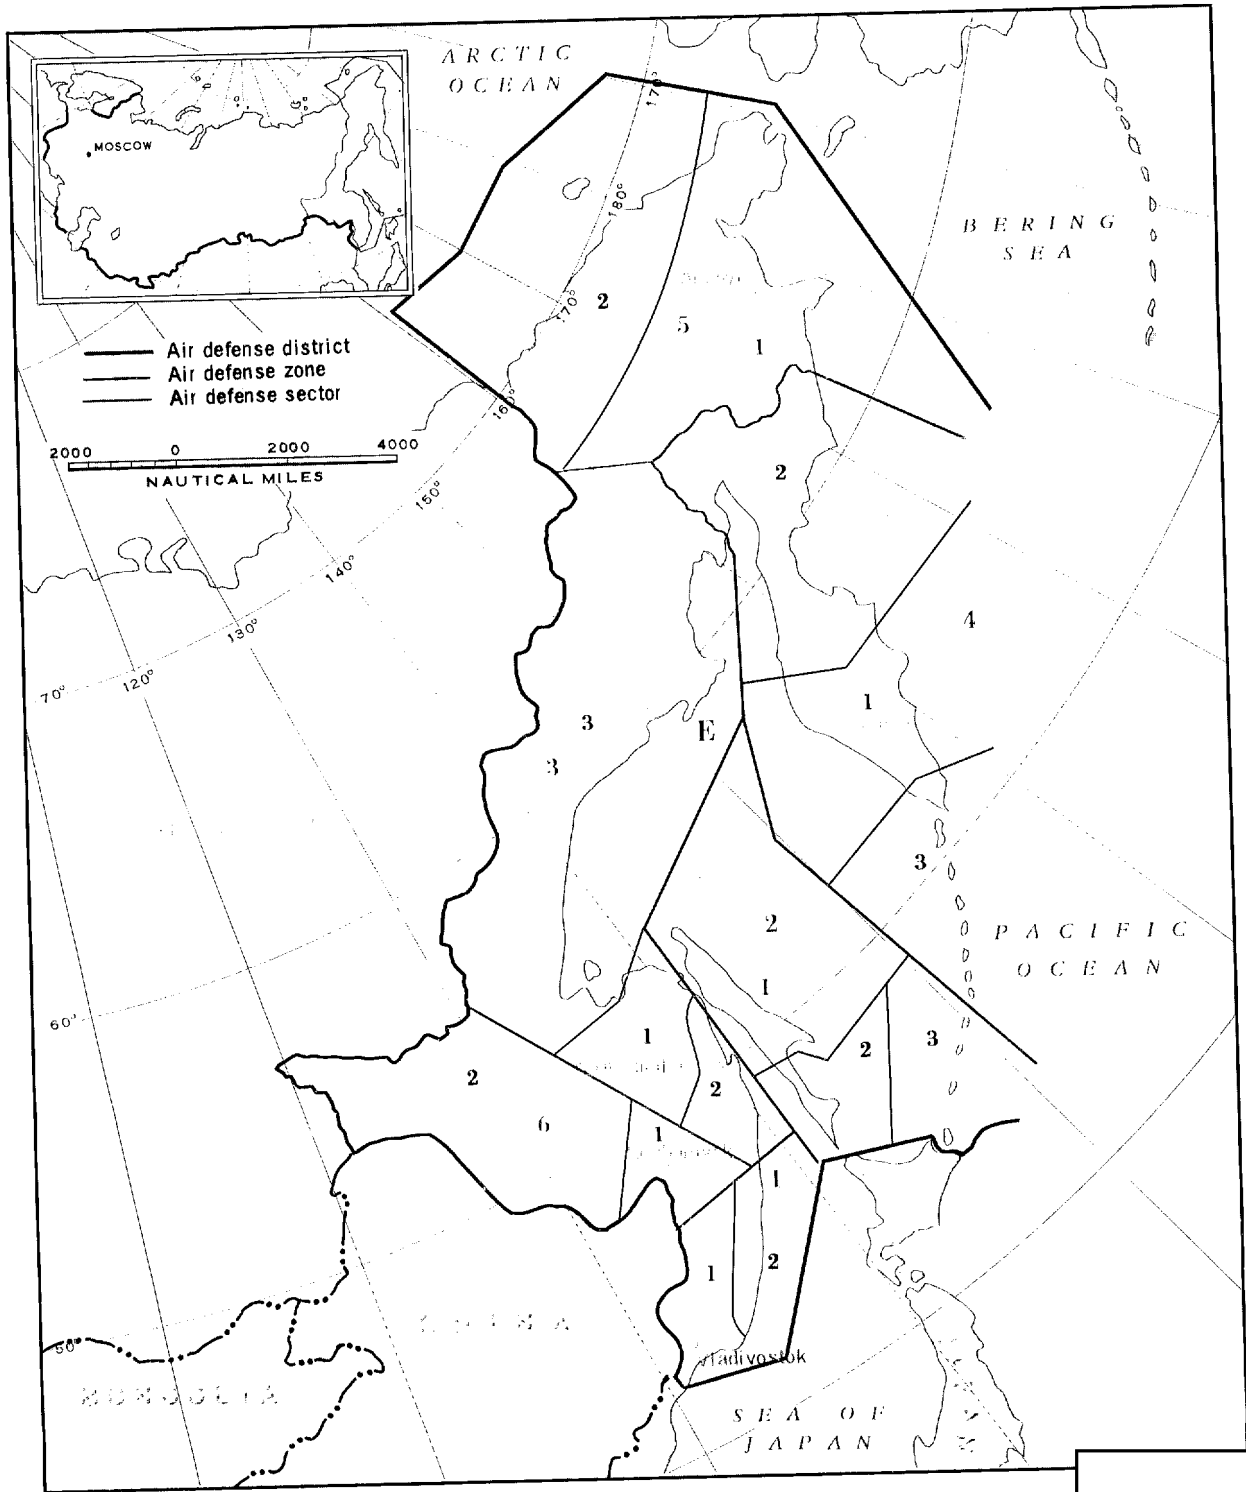 ARCTIC
OCEAN
MOSCOW
BERING
SEA
Air defense district
Air defense zone
Air defense sector
2000 0 2000 4000
NAUTICAL MILES
170°
180°
170°
160°
150°
140°
130°
120°
70°
60°
50°
2
5
1
2
4
3
3
E
1
3
2
1
PACIFIC
OCEAN
1
2
2
3
2
6
1
1
1
2
Vladivostok
CHINA
MONGOLIA
SEA OF
JAPAN